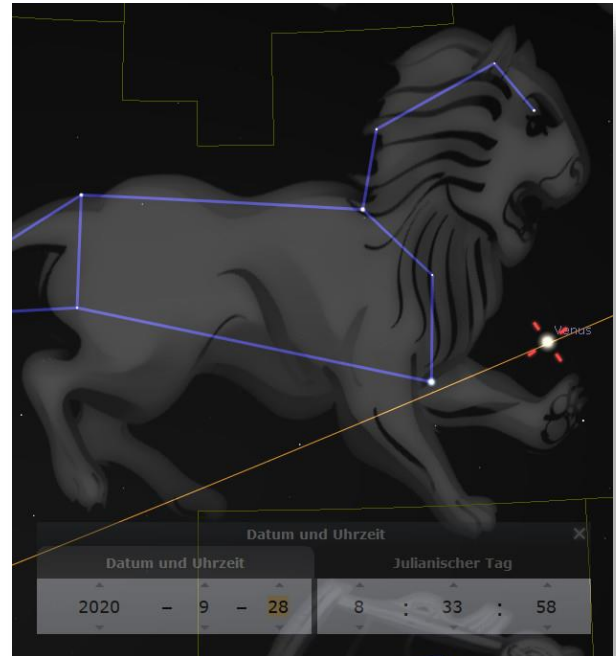 Venus
Datum und Uhrzeit ×
Datum und Uhrzeit Julianischer Tag
2020 - 9 - 28 8 : 33 : 58